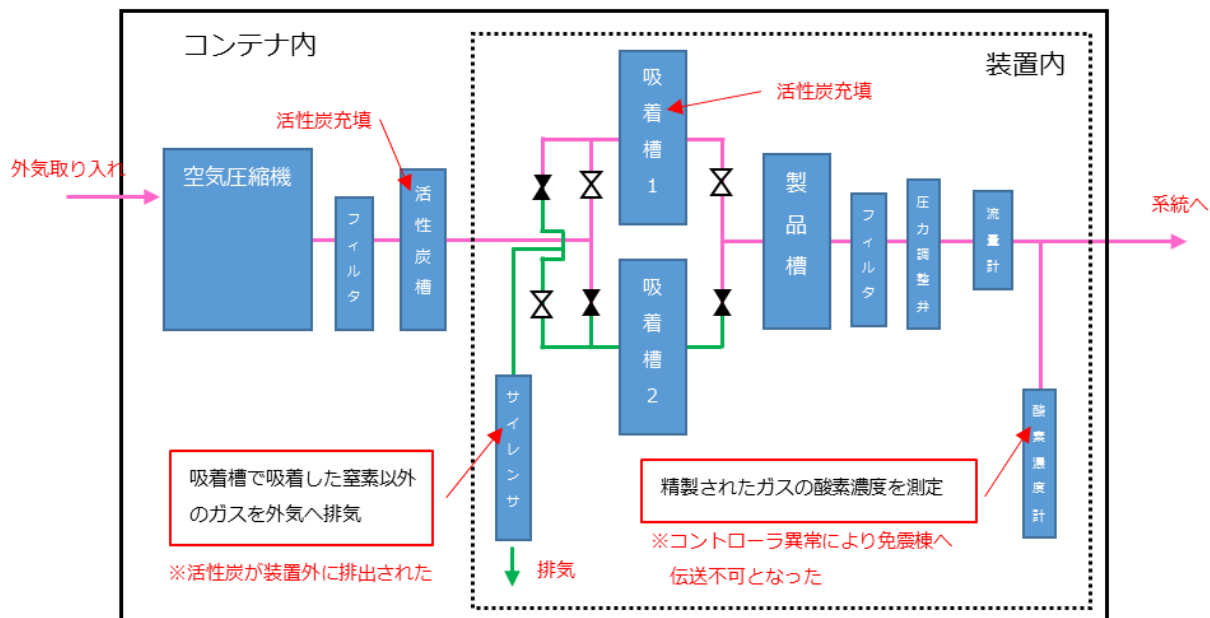 コンテナ内
装置内
外気取り入れ
空気圧縮機
フィルタ
活性炭充填
活性炭槽
吸着槽1
活性炭充填
吸着槽2
製品槽
フィルタ
圧力調整弁
流量計
系統へ
サイレンサ
酸素濃度計
吸着槽で吸着した窒素以外
のガスを外気へ排気
※活性炭が装置外に排出された
排気
精製されたガスの酸素濃度を測定
※コントローラ異常により免震棟へ
伝送不可となった